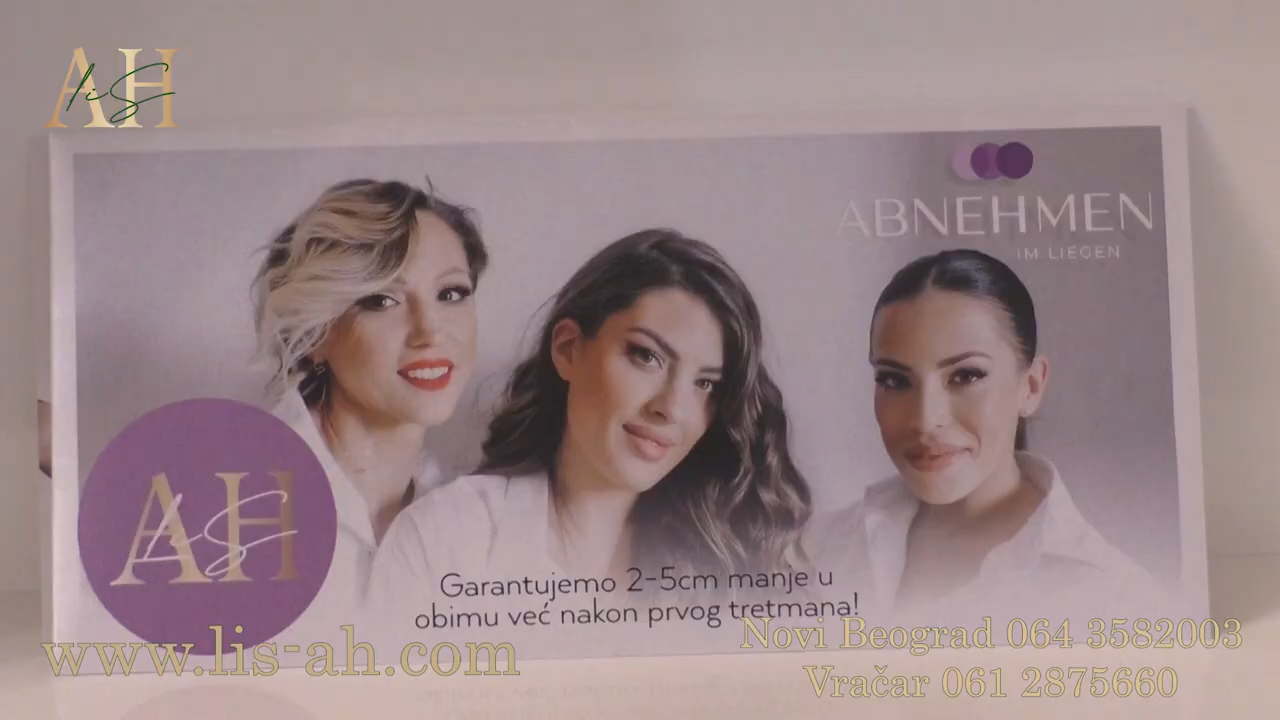 AH
lis
ABNEHMEN
IM LIEGEN
AH
lis
Garantujemo 2-5cm manje u
obimu već nakon prvog tretmana!
www.lis-ah.com
Novi Beograd 064 3582003
Vračar 061 2875660